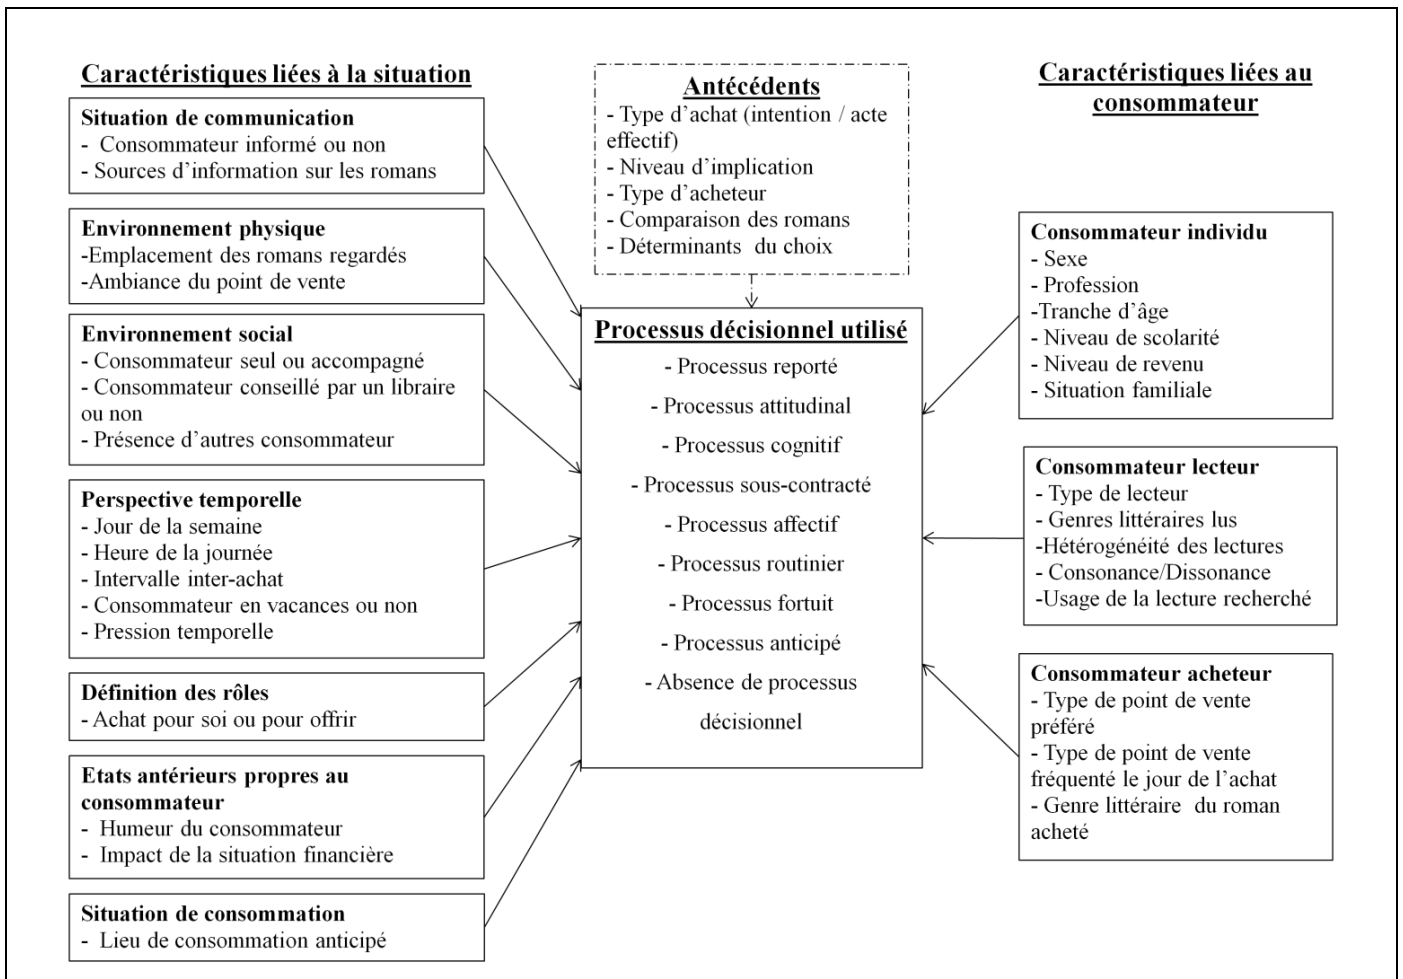 Caractéristiques liées à la situation
Situation de communication
- Consommateur informé ou non
- Sources d'information sur les romans
Environnement physique
-Emplacement des romans regardés
-Ambiance du point de vente
Environnement social
- Consommateur seul ou accompagné
- Consommateur conseillé par un libraire
ou non
- Présence d'autres consommateur
Perspective temporelle
- Jour de la semaine
- Heure de la journée
- Intervalle inter-achat
- Consommateur en vacances ou non
- Pression temporelle
Définition des rôles
- Achat pour soi ou pour offrir
Etats antérieurs propres au
consommateur
- Humeur du consommateur
- Impact de la situation financière
Situation de consommation
- Lieu de consommation anticipé
Antécédents
- Type d'achat (intention / acte
effectif)
- Niveau d'implication
- Type d'acheteur
- Comparaison des romans
- Déterminants du choix
Processus décisionnel utilisé
- Processus reporté
- Processus attitudinal
- Processus cognitif
- Processus sous-contracté
- Processus affectif
- Processus routinier
- Processus fortuit
- Processus anticipé
- Absence de processus
décisionnel
Caractéristiques liées au
consommateur
Consommateur individu
- Sexe
- Profession
-Tranche d'âge
- Niveau de scolarité
- Niveau de revenu
- Situation familiale
Consommateur lecteur
- Type de lecteur
- Genres littéraires lus
-Hétérogénéité des lectures
- Consonance/Dissonance
-Usage de la lecture recherché
Consommateur acheteur
- Type de point de vente
préféré
- Type de point de vente
fréquenté le jour de l'achat
- Genre littéraire du roman
acheté